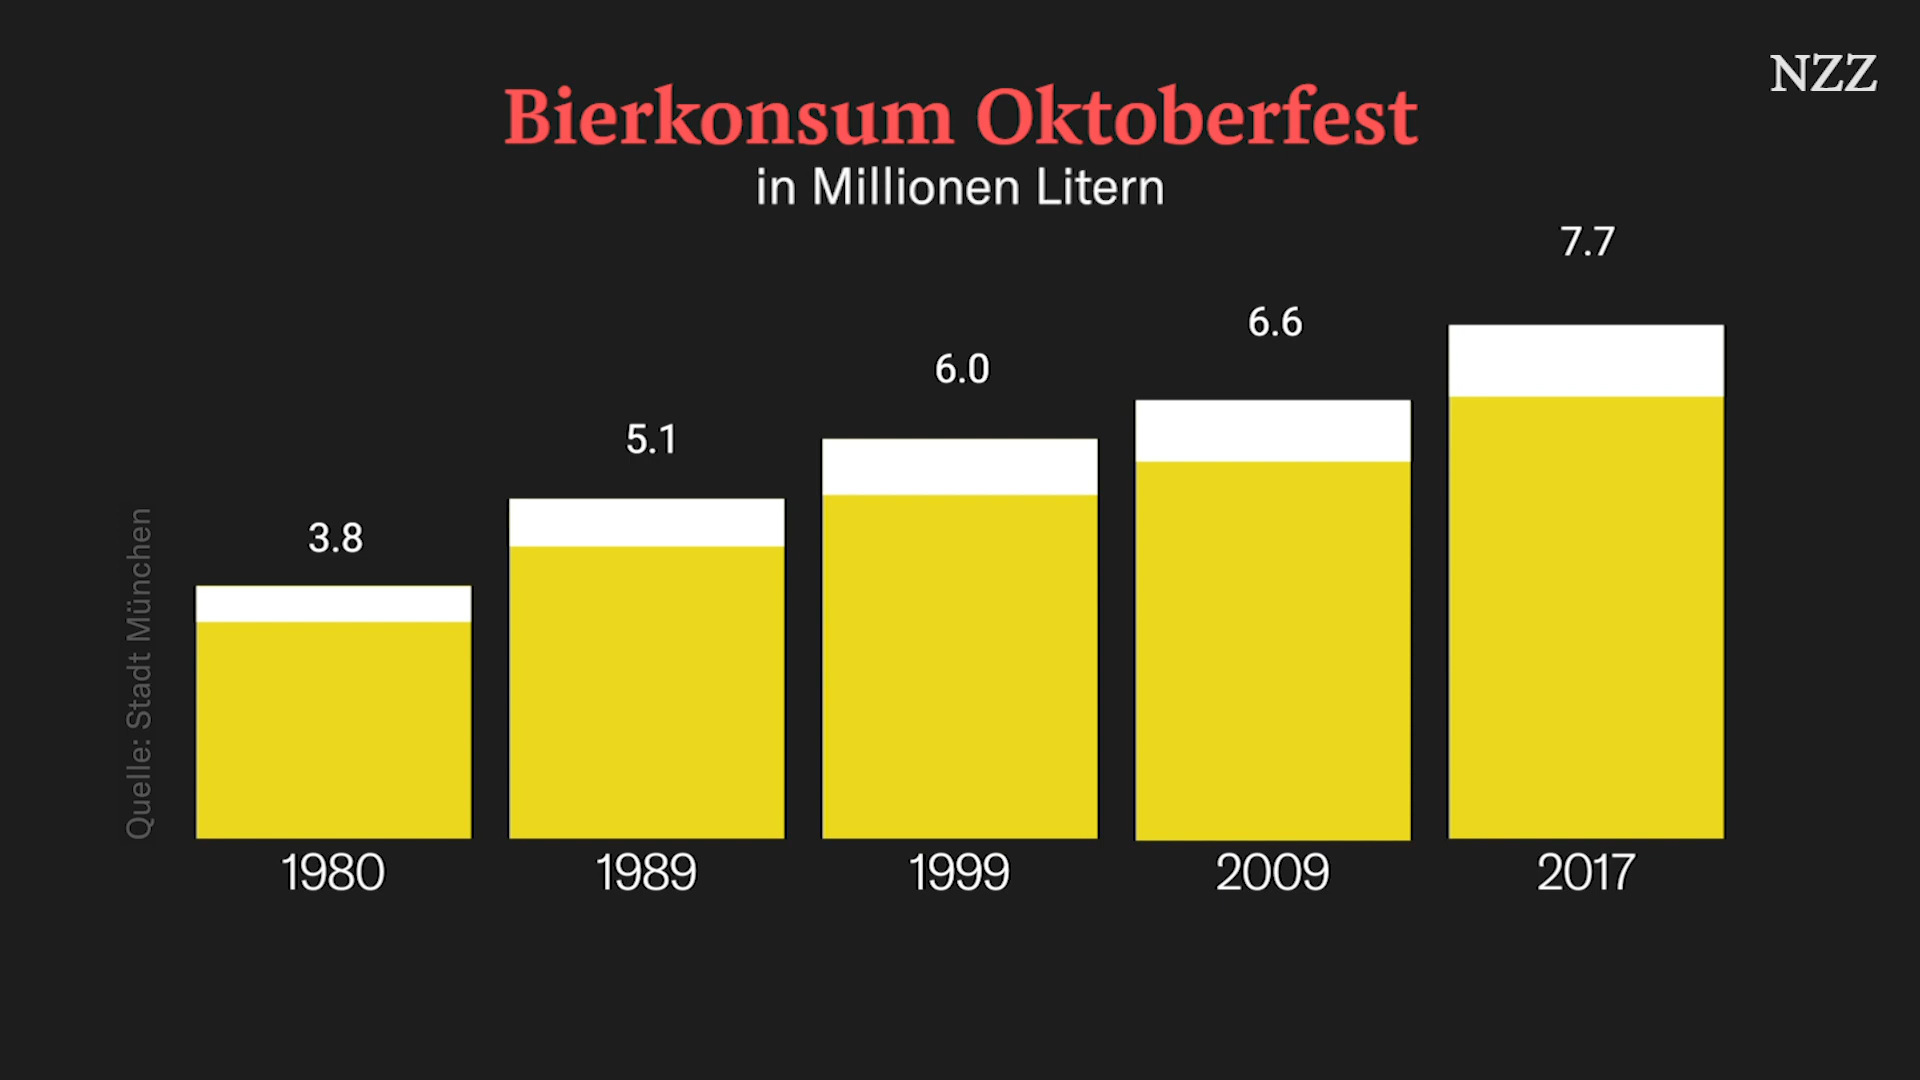 NZZ
Bierkonsum Oktoberfest
in Millionen Litern
7.7
6.6
6.0
5.1
3.8
Quelle: Stadt München
1980 1989 1999 2009 2017